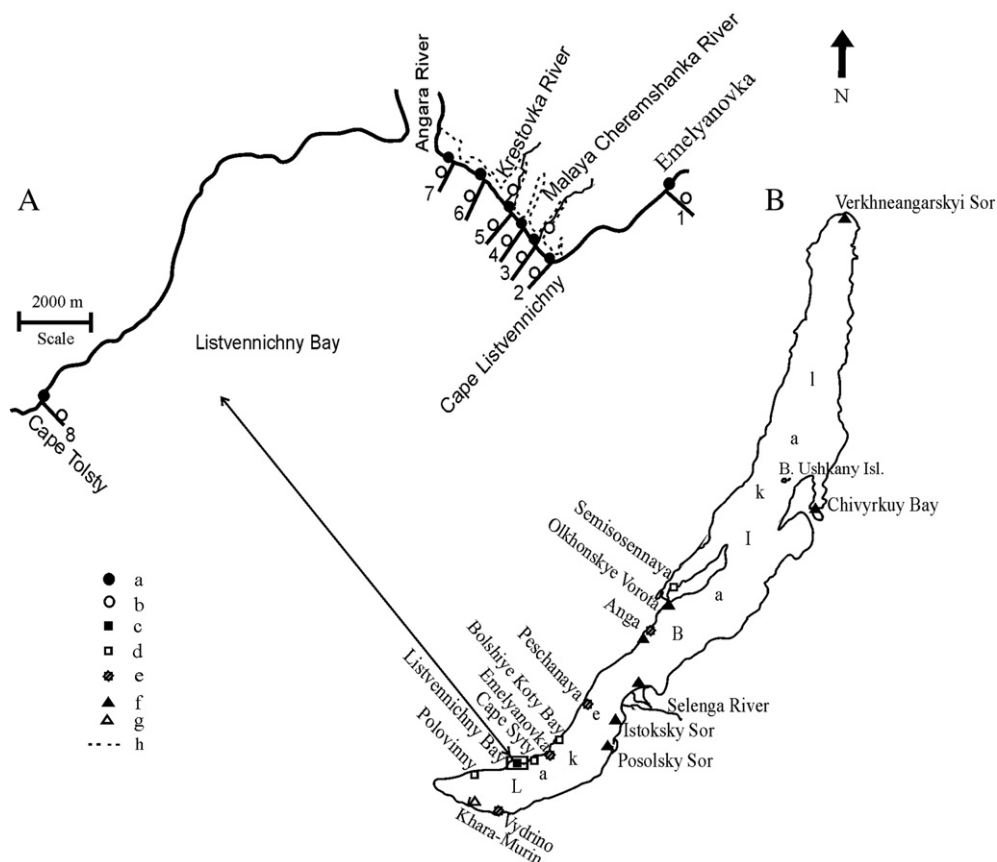 Angara River
Krestovka River
Malaya Cheremshanka River
Emelyanovka
N
A
7
6
5
4
3
2
1
B
Verkhneangarskyi Sor
2000 m
Scale
Listvennichny Bay
Cape Listvennichny
8
Cape Tolsty
l
a
B. Ushkany Isl.
k
Chivyrkuy Bay
I
Semisosennaya
Olkhonskye Vorota
a
Anga
B
Peschanaya
e
Bolshiye Koty Bay
Emelyanovka
Cape Syty
Listvennichny Bay
Polovinny
Selenga River
Istoksky Sor
Posolsky Sor
k
a
L
Khara-Murin
Vydrino
a
b
c
d
e
f
g
h